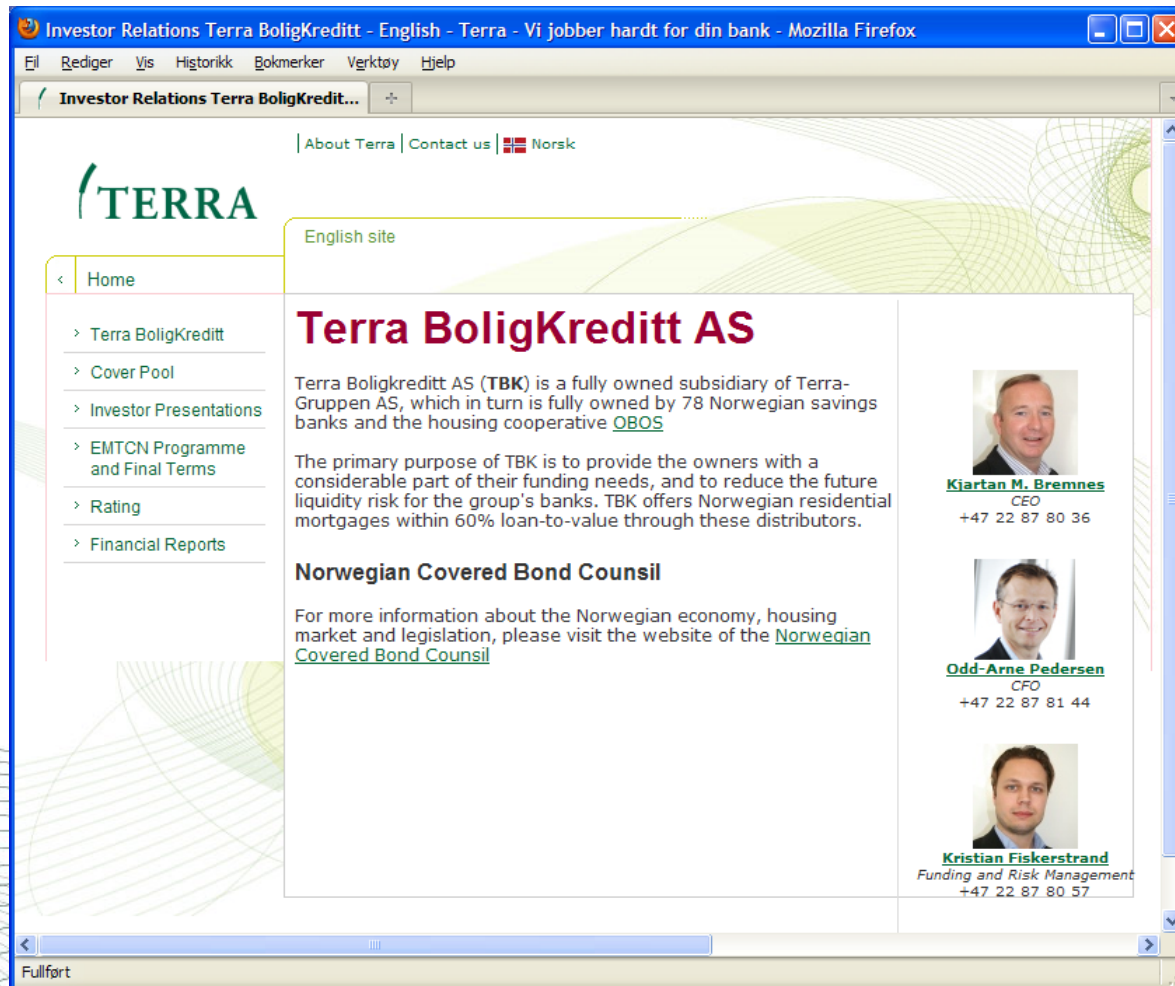 Investor Relations Terra BoligKreditt - English - Terra - Vi jobber hardt for din bank - Mozilla Firefox
Fil Rediger Vis Historikk Bokmerker Verktøy Hjelp
Investor Relations Terra BoligKredit...
About Terra Contact us Norsk
TERRA
English site
< Home
> Terra BoligKreditt
> Cover Pool
> Investor Presentations
> EMTCN Programme
and Final Terms
> Rating
> Financial Reports
Terra BoligKreditt AS
Terra Boligkreditt AS (TBK) is a fully owned subsidiary of Terra-
Gruppen AS, which in turn is fully owned by 78 Norwegian savings
banks and the housing cooperative OBOS
The primary purpose of TBK is to provide the owners with a
considerable part of their funding needs, and to reduce the future
liquidity risk for the group's banks. TBK offers Norwegian residential
mortgages within 60% loan-to-value through these distributors.
Norwegian Covered Bond Counsil
For more information about the Norwegian economy, housing
market and legislation, please visit the website of the Norwegian
Covered Bond Counsil
Kjartan M. Bremnes
CEO
+47 22 87 80 36
Odd-Arne Pedersen
CFO
+47 22 87 81 44
Kristian Fiskerstrand
Funding and Risk Management
+47 22 87 80 57
Fullført